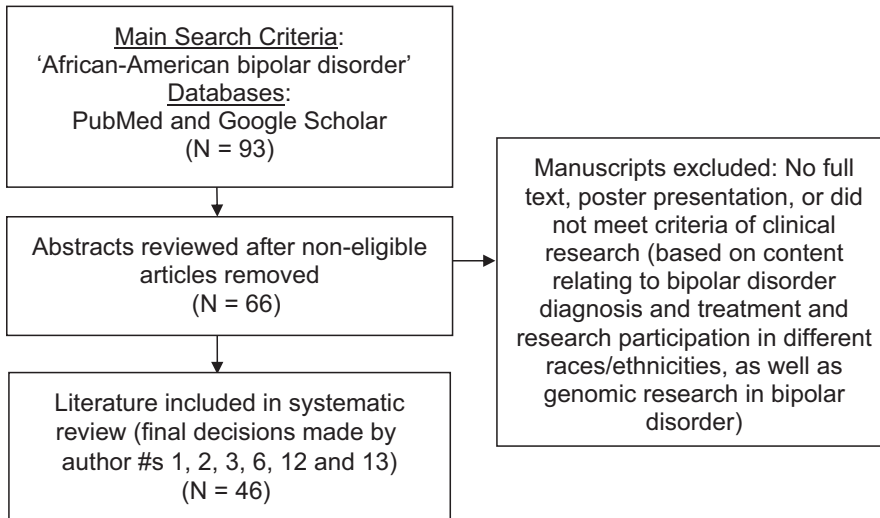 Main Search Criteria:
‘African-American bipolar disorder’
Databases:
PubMed and Google Scholar
(N = 93)
Abstracts reviewed after non-eligible
articles removed
(N = 66)
Manuscripts excluded: No full
text, poster presentation, or did
not meet criteria of clinical
research (based on content
relating to bipolar disorder
diagnosis and treatment and
research participation in different
races/ethnicities, as well as
genomic research in bipolar
disorder)
Literature included in systematic
review (final decisions made by
author #s 1, 2, 3, 6, 12 and 13)
(N = 46)